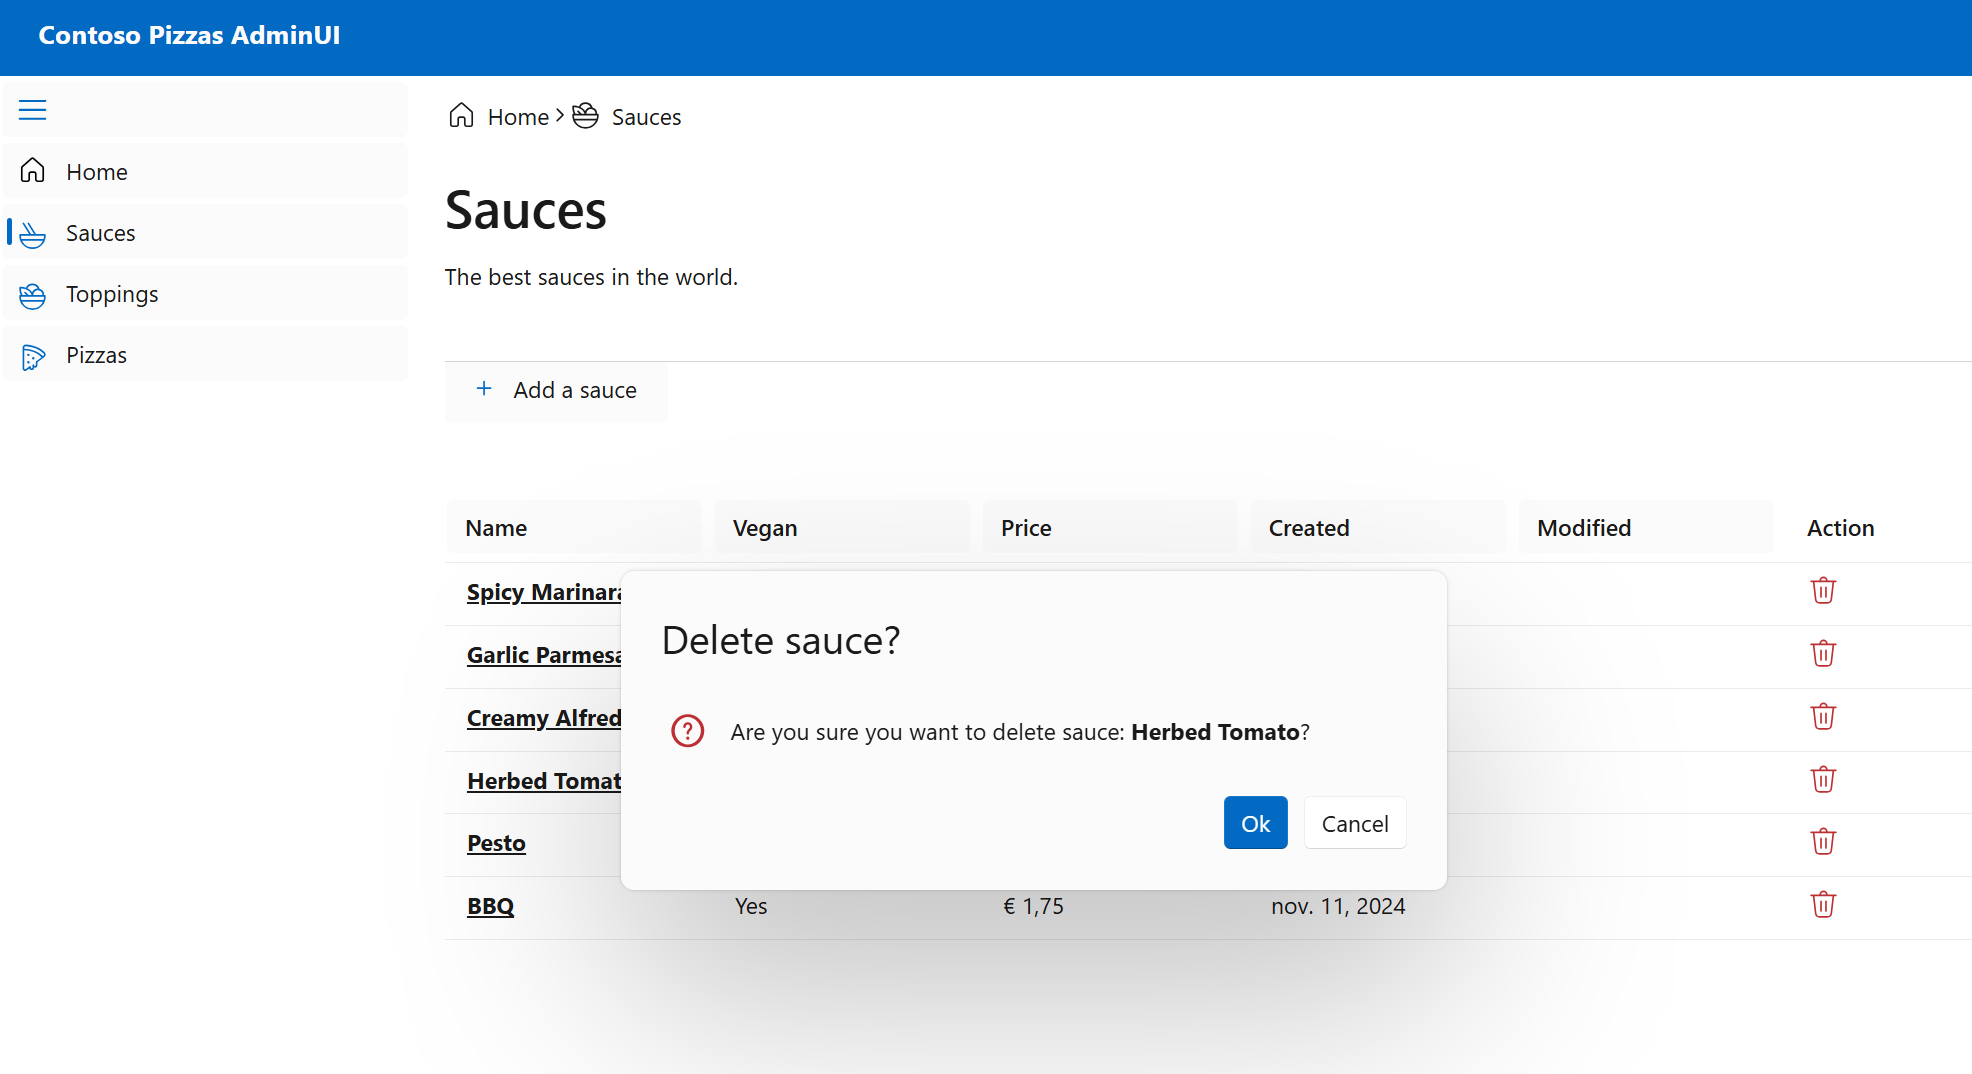 Contoso Pizzas AdminUI
Home > Sauces
Home
Sauces
Toppings
Pizzas
Sauces
The best sauces in the world.
+ Add a sauce
Name Vegan Price Created Modified Action
Spicy Marinara
Garlic Parmesa
Creamy Alfred
Herbed Tomat
Pesto
BBQ Yes € 1,75 nov. 11, 2024
Delete sauce?
Are you sure you want to delete sauce: Herbed Tomato?
Ok Cancel